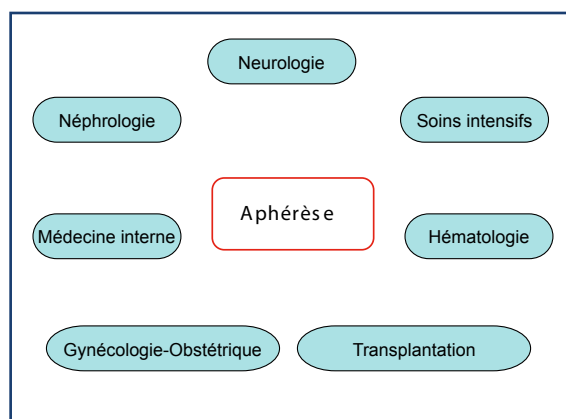 Neurologie
Néphrologie
Soins intensifs
Aphérèse
Médecine interne
Hématologie
Gynécologie-Obstétrique
Transplantation